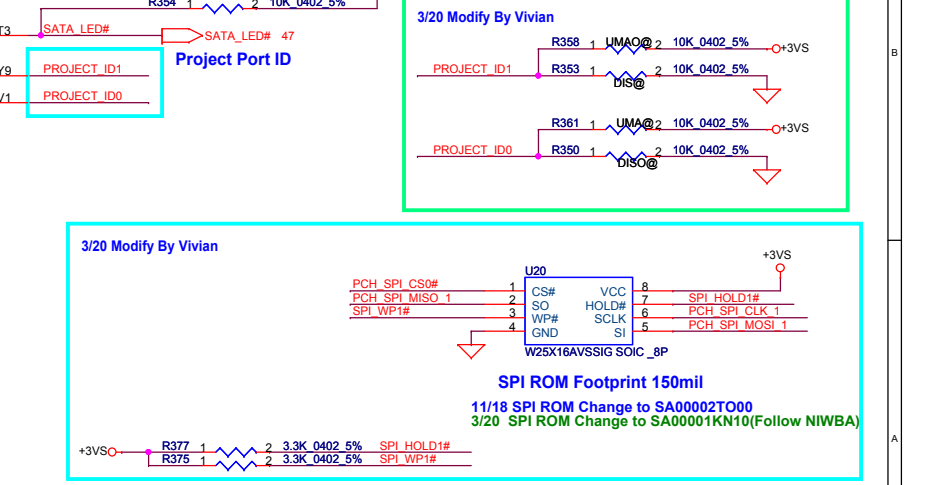 R354 1 2 10K_0402_5%
SATA_LED#
SATA_LED# 47
Project Port ID
PROJECT_ID1
PROJECT_ID0
3/20 Modify By Vivian
R358 1 UMAO@ 2 10K_0402_5% +3VS
PROJECT_ID1
R353 1 2 10K_0402_5%
DIS@
R361 1 UMA@ 2 10K_0402_5% +3VS
PROJECT_ID0
R350 1 2 10K_0402_5%
DISO@
B
3/20 Modify By Vivian
+3VS
U20
PCH_SPI_CS0# 1 CS# VCC 8
PCH_SPI_MISO_1 2 SO HOLD# 7 SPI_HOLD1#
SPI_WP1# 3 WP# SCLK 6 PCH_SPI_CLK_1
4 GND SI 5 PCH_SPI_MOSI_1
W25X16AVSSIG SOIC _8P
SPI ROM Footprint 150mil
11/18 SPI ROM Change to SA00002TO00
3/20 SPI ROM Change to SA00001KN10(Follow NIWBA)
+3VS R377 1 2 3.3K_0402_5% SPI_HOLD1#
R375 1 2 3.3K_0402_5% SPI_WP1#
A